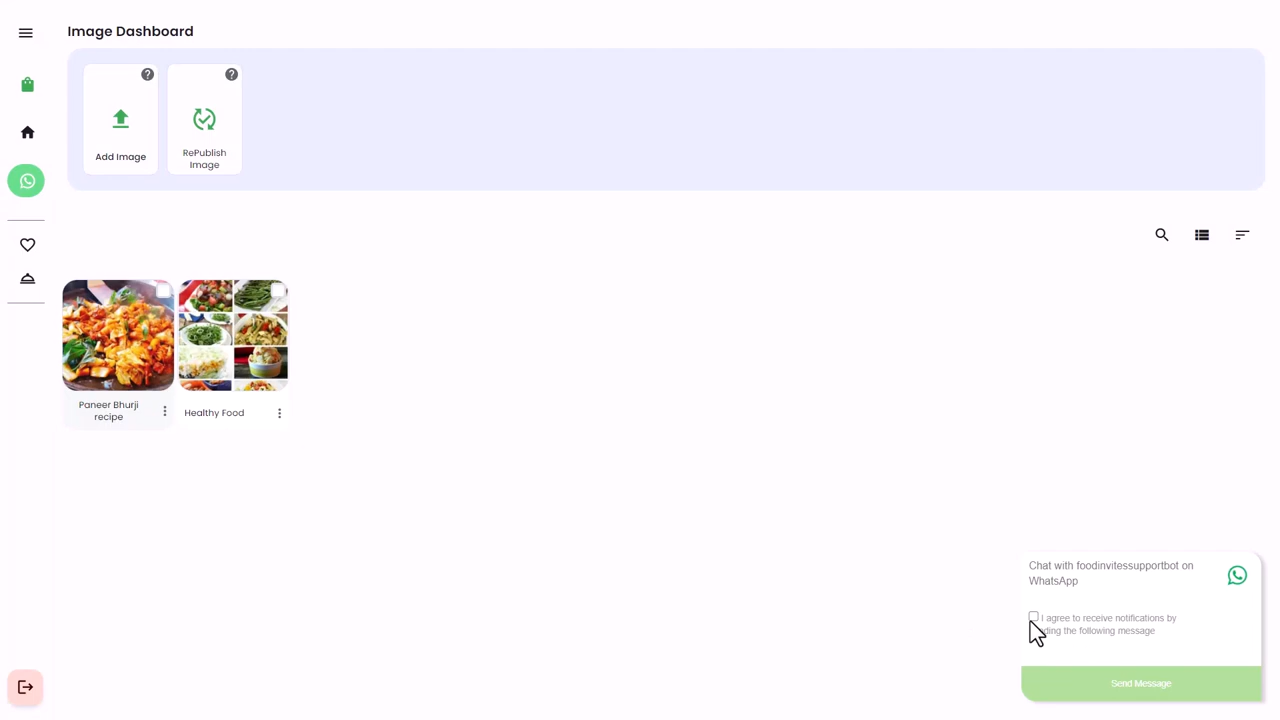 Image Dashboard
? ?
Add Image
RePublish
Image
Paneer Bhurji
recipe
Healthy Food
Chat with foodinvitessupportbot on
WhatsApp
I agree to receive notifications by
the following message
Send Message